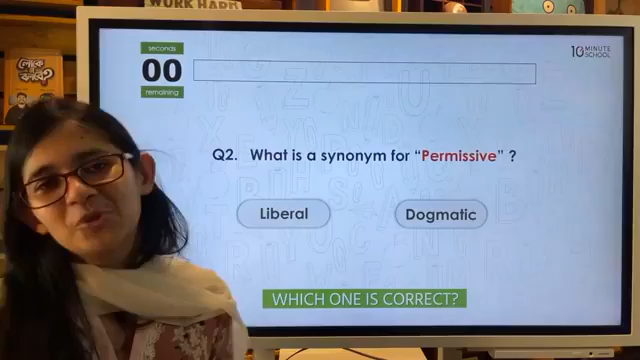 WORK HARD
লোকে
কী
বলবে?
seconds
00
remaining
10 MINUTE
SCHOOL
Q2. What is a synonym for “Permissive” ?
Liberal
Dogmatic
WHICH ONE IS CORRECT?